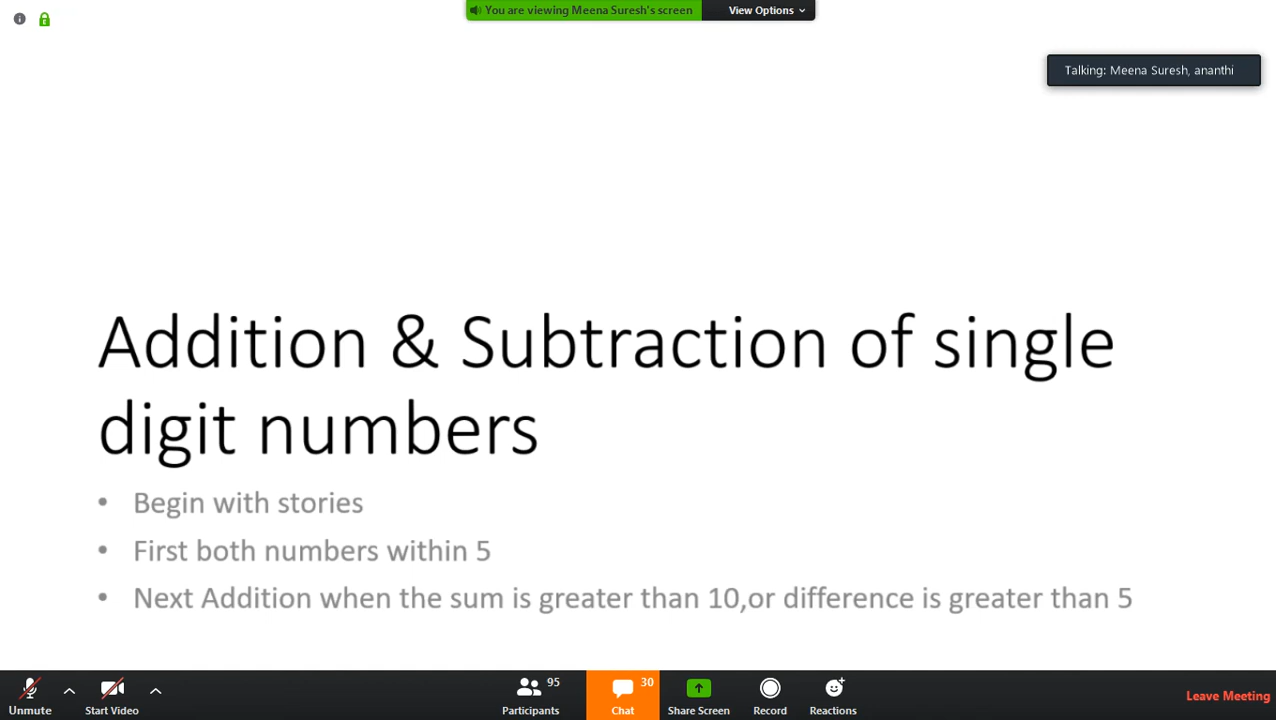 You are viewing Meena Suresh's screen View Options
Talking: Meena Suresh, ananthi
Addition & Subtraction of single
digit numbers
• Begin with stories
• First both numbers within 5
• Next Addition when the sum is greater than 10,or difference is greater than 5
Unmute Start Video Participants 95 Chat 30 Share Screen Record Reactions Leave Meeting